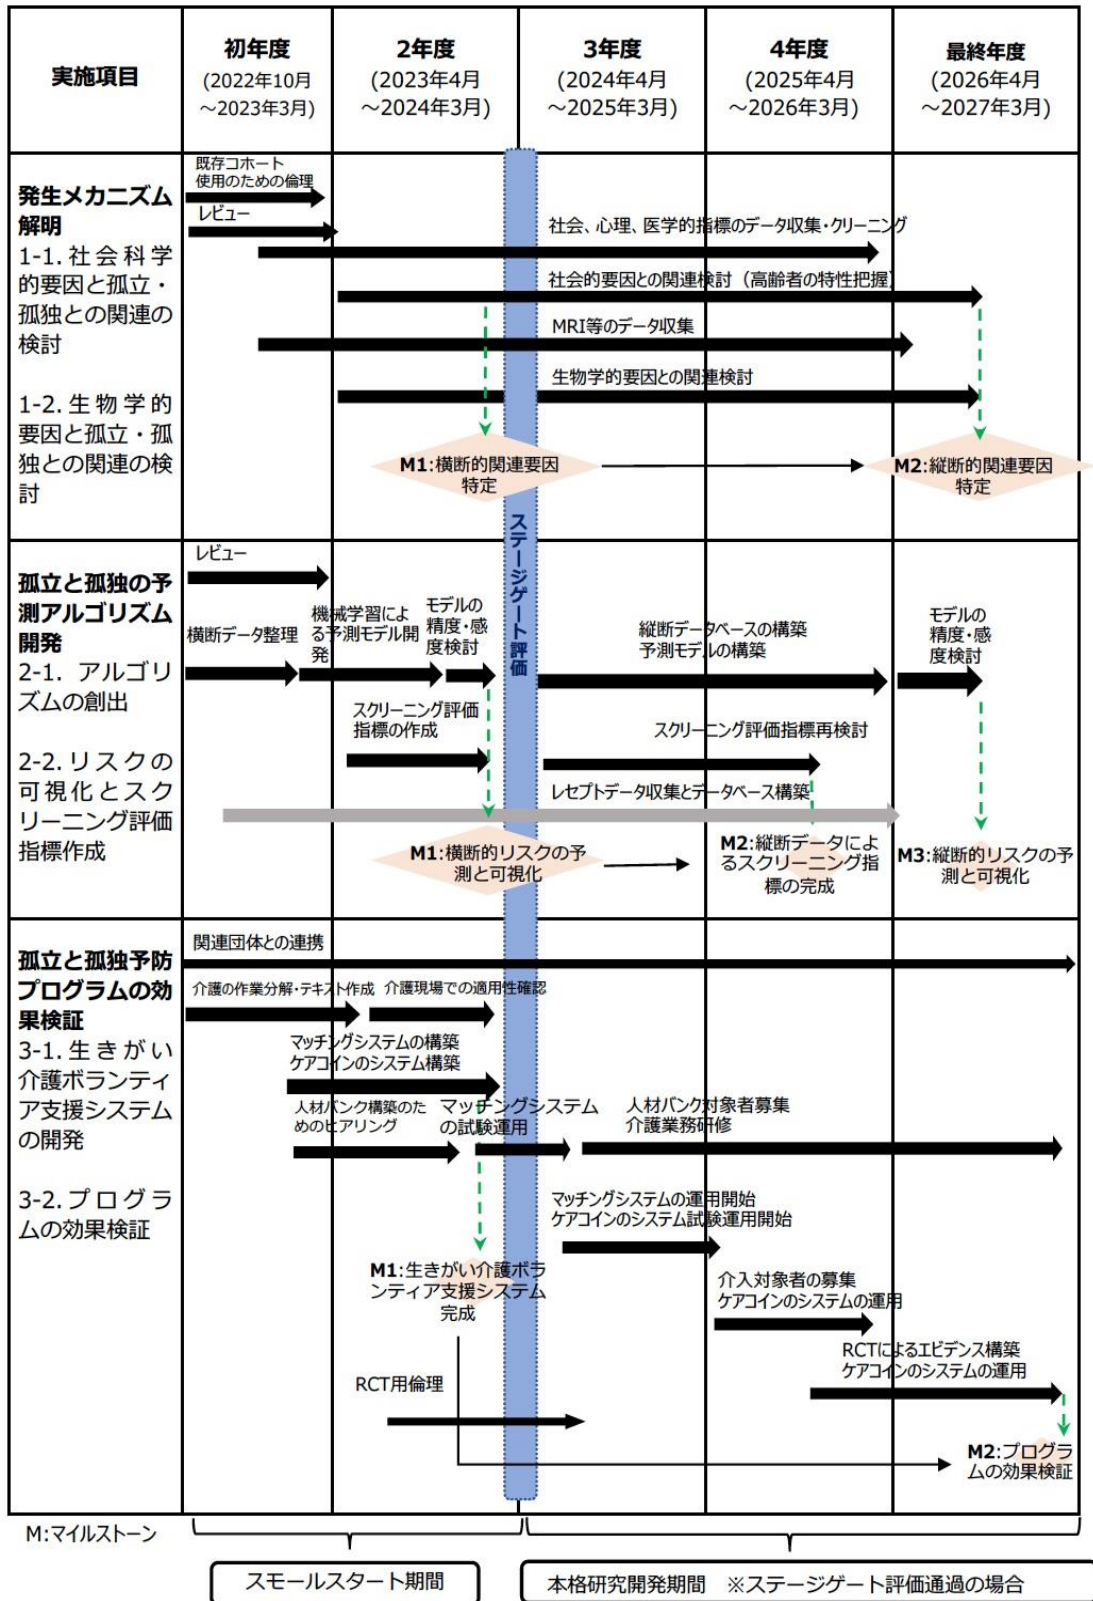 実施項目
初年度
(2022年10月
～2023年3月)
2年度
(2023年4月
～2024年3月)
3年度
(2024年4月
～2025年3月)
4年度
(2025年4月
～2026年3月)
最終年度
(2026年4月
～2027年3月)
発生メカニズム
解明
1-1.社会科学
的要因と孤立・
孤独との関連の
検討
1-2.生物学的
要因と孤立・孤
独との関連の検
討
既存コホート
使用のための倫理
レビュー
社会、心理、医学的指標のデータ収集・クリーニング
社会的要因との関連検討（高齢者の特性把握）
MRI等のデータ収集
生物学的要因との関連検討
M1:横断的関連要因
特定
M2:縦断的関連要因
特定
ステージゲート評価
孤立と孤独の予
測アルゴリズム
開発
2-1. アルゴリ
ズムの創出
2-2.リスクの
可視化とスク
リーニング評価
指標作成
レビュー
横断データ整理
機械学習によ
る予測モデル開
発
モデルの
精度・感
度検討
縦断データベースの構築
予測モデルの構築
モデルの
精度・感
度検討
スクリーニング評価
指標の作成
スクリーニング評価指標再検討
レセプトデータ収集とデータベース構築
M1:横断的リスクの予
測と可視化
M2:縦断データによ
るスクリーニング指
標の完成
M3:縦断的リスクの予
測と可視化
孤立と孤独予防
プログラムの効
果検証
3-1.生きがい
介護ボランティ
ア支援システム
の開発
3-2.プログラ
ムの効果検証
関連団体との連携
介護の作業分解・テキスト作成
介護現場での適用性確認
マッチングシステムの構築
ケアコインのシステム構築
人材バンク構築のた
めのヒアリング
マッチングシステム
の試験運用
人材バンク対象者募集
介護業務研修
マッチングシステムの運用開始
ケアコインのシステム試験運用開始
M1:生きがい介護ボラ
ンティア支援システム
完成
介入対象者の募集
ケアコインのシステムの運用
RCTによるエビデンス構築
ケアコインのシステムの運用
RCT用倫理
M2:プログラ
ムの効果検証
M:マイルストーン
スモールスタート期間
本格研究開発期間　※ステージゲート評価通過の場合